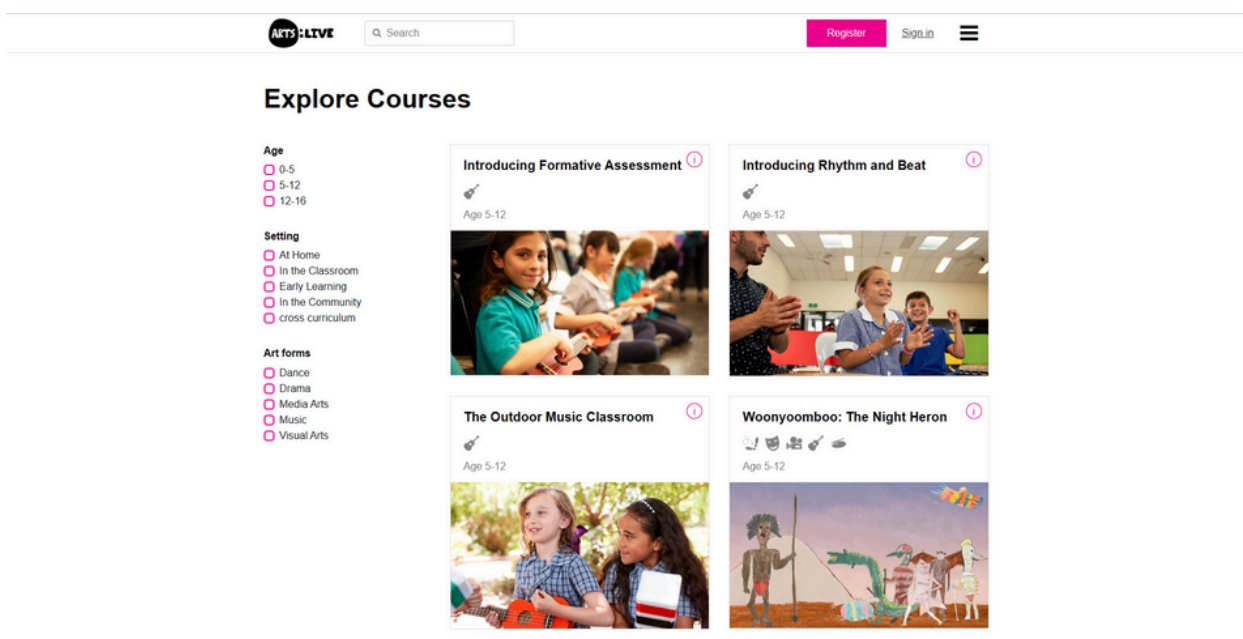 ARTS:LIVE
Search
Register
Sign in
Explore Courses
Age
0-5
5-12
12-16
Setting
At Home
In the Classroom
Early Learning
In the Community
cross curriculum
Art forms
Dance
Drama
Media Arts
Music
Visual Arts
Introducing Formative Assessment
i
Age 5-12
Introducing Rhythm and Beat
i
Age 5-12
The Outdoor Music Classroom
i
Age 5-12
Woonyoomboo: The Night Heron
i
Age 5-12